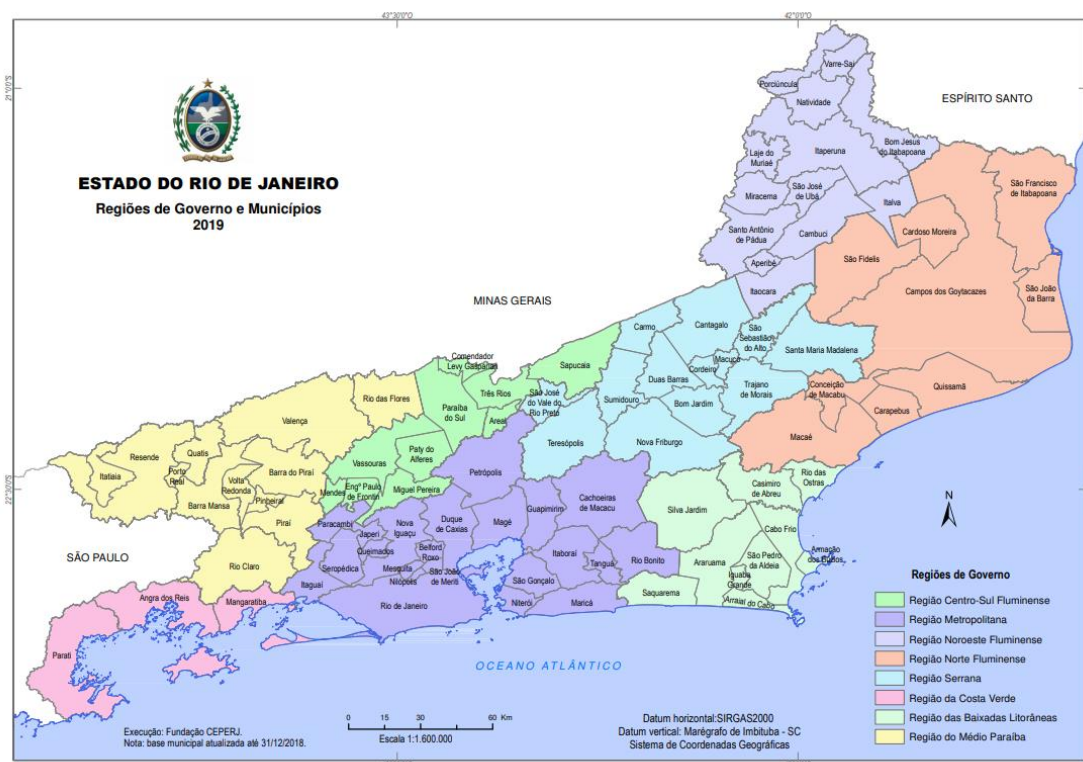 43°30'0"O
42°0'0"O
21°0'0"S
22°30'0"S
ESTADO DO RIO DE JANEIRO
Regiões de Governo e Municípios
2019
ESPÍRITO SANTO
MINAS GERAIS
SÃO PAULO
OCEANO ATLÂNTICO
Varre-Sai
Porciúncula
Natividade
Bom Jesus
do Itabapoana
Itaperuna
Laje do
Muriaé
Miracema
São José
de Ubá
Italva
Santo Antônio
de Pádua
Cambuci
Aperibé
Itaocara
São Francisco
de Itabapoana
Cardoso Moreira
São Fidelis
Campos dos Goytacazes
São João
da Barra
Quissamã
Conceição
de Macabu
Carapebus
Macaé
Carmo
Cantagalo
São
Sebastião
do Alto
Santa Maria Madalena
Macuco
Cordeiro
Duas Barras
Trajano
de Morais
Sumidouro
Bom Jardim
São José
do Vale do
Rio Preto
Teresópolis
Nova Friburgo
Comendador
Levy Gasparian
Sapucaia
Três Rios
Paraíba
do Sul
Areal
Paty do
Alferes
Vassouras
Miguel Pereira
Mendes
Engº Paulo
de Frontin
Rio das Flores
Valença
Resende
Itatiaia
Quatis
Porto
Real
Barra do Piraí
Volta
Redonda
Barra Mansa
Pinheiral
Piraí
Rio Claro
Petrópolis
Paracambi
Japeri
Nova
Iguaçu
Duque
de Caxias
Magé
Guapimirim
Cachoeiras
de Macacu
Queimados
Belford
Roxo
Seropédica
Mesquita
Nilópolis
São João
de Meriti
Itaguaí
Rio de Janeiro
Itaboraí
Tanguá
Rio Bonito
São Gonçalo
Niterói
Maricá
Silva Jardim
Casimiro
de Abreu
Rio das
Ostras
Cabo Frio
Armação
dos Búzios
Araruama
São Pedro
da Aldeia
Iguaba
Grande
Saquarema
Arraial do Cabo
Angra dos Reis
Mangaratiba
Parati
N
Regiões de Governo
Região Centro-Sul Fluminense
Região Metropolitana
Região Noroeste Fluminense
Região Norte Fluminense
Região Serrana
Região da Costa Verde
Região das Baixadas Litorâneas
Região do Médio Paraíba
0 15 30 60 Km
Escala 1:1.600.000
Execução: Fundação CEPERJ.
Nota: base municipal atualizada até 31/12/2018.
Datum horizontal:SIRGAS2000
Datum vertical: Marégrafo de Imbituba - SC
Sistema de Coordenadas Geográficas